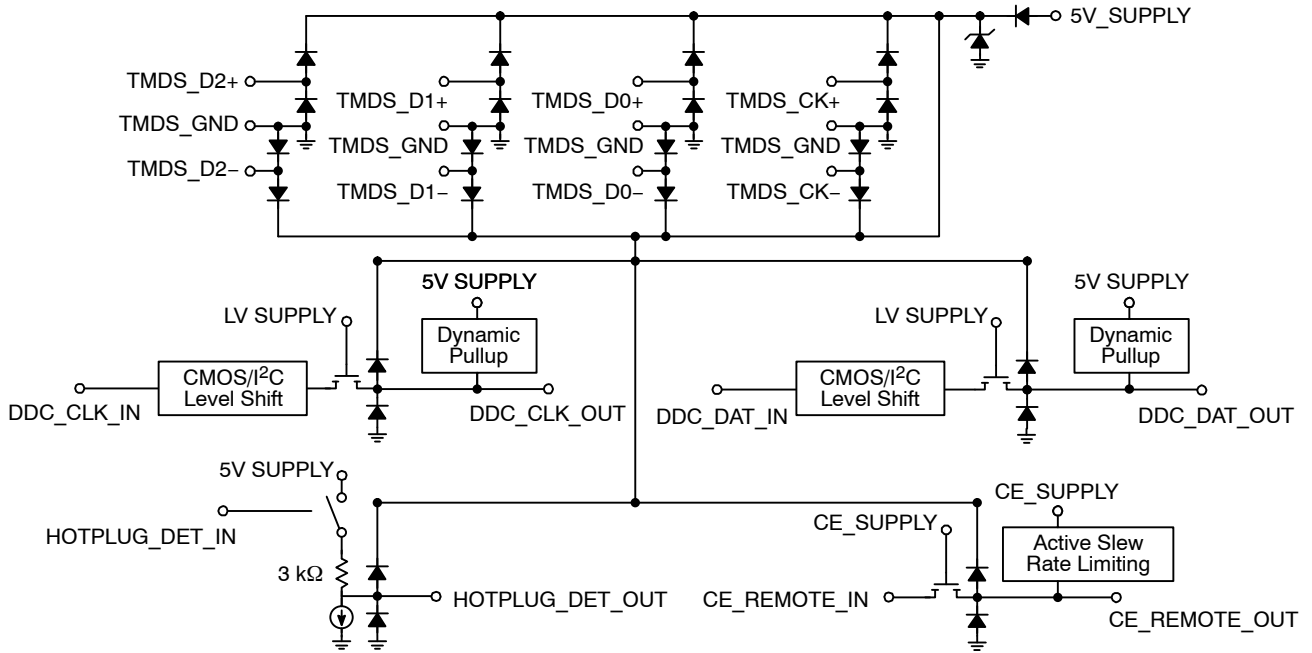 5V_SUPPLY
TMDS_D2+
TMDS_D1+
TMDS_D0+
TMDS_CK+
TMDS_GND
TMDS_GND
TMDS_GND
TMDS_GND
TMDS_D2−
TMDS_D1−
TMDS_D0−
TMDS_CK−
5V SUPPLY
5V SUPPLY
LV SUPPLY
Dynamic
Pullup
LV SUPPLY
Dynamic
Pullup
CMOS/I²C
Level Shift
CMOS/I²C
Level Shift
DDC_CLK_IN
DDC_CLK_OUT
DDC_DAT_IN
DDC_DAT_OUT
5V SUPPLY
CE_SUPPLY
HOTPLUG_DET_IN
CE_SUPPLY
Active Slew
Rate Limiting
3 kΩ
HOTPLUG_DET_OUT
CE_REMOTE_IN
CE_REMOTE_OUT